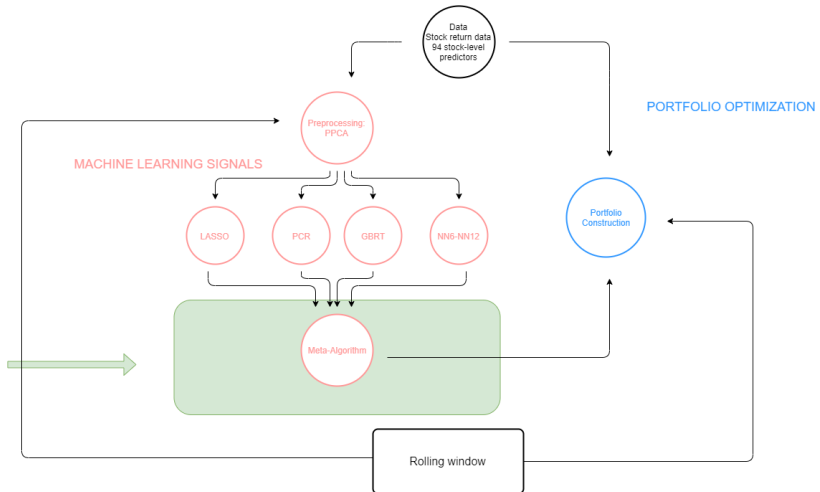 Data
Stock return data
94 stock-level
predictors
PORTFOLIO OPTIMIZATION
Preprocessing:
PPCA
MACHINE LEARNING SIGNALS
LASSO
PCR
GBRT
NN6-NN12
Portfolio
Construction
Meta-Algorithm
Rolling window